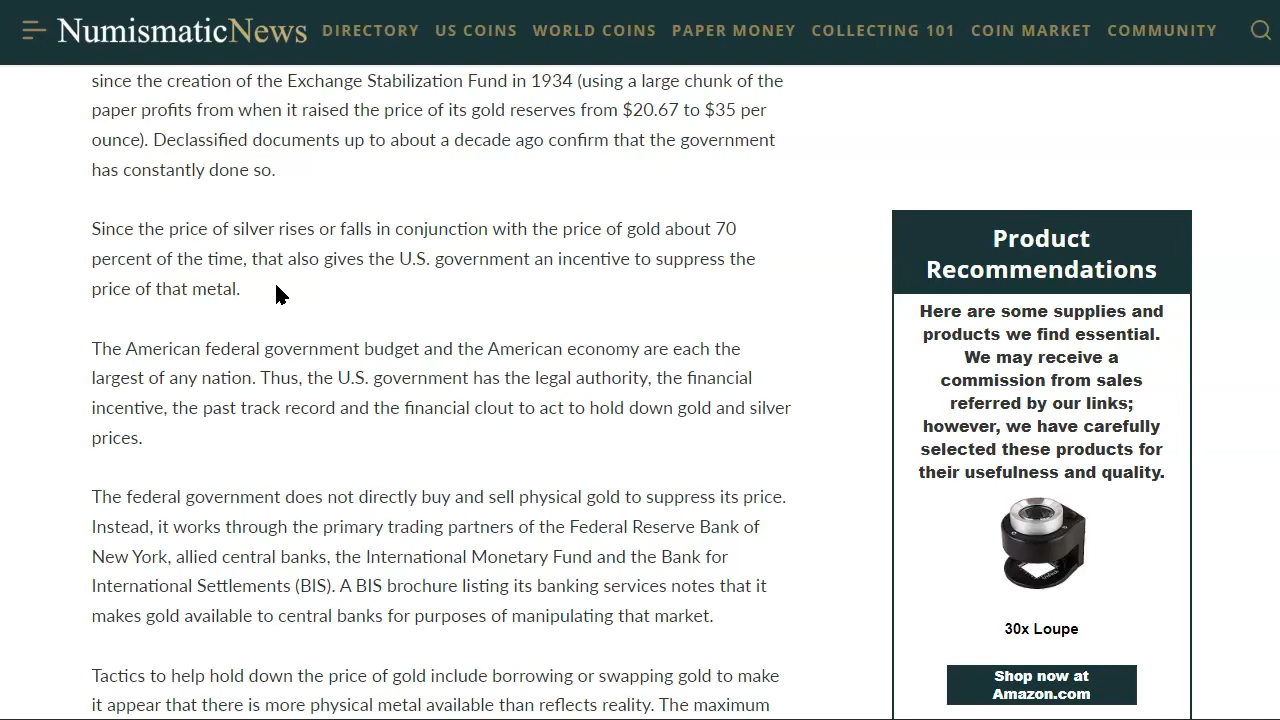 NumismaticNews DIRECTORY US COINS WORLD COINS PAPER MONEY COLLECTING 101 COIN MARKET COMMUNITY
since the creation of the Exchange Stabilization Fund in 1934 (using a large chunk of the
paper profits from when it raised the price of its gold reserves from $20.67 to $35 per
ounce). Declassified documents up to about a decade ago confirm that the government
has constantly done so.
Since the price of silver rises or falls in conjunction with the price of gold about 70
percent of the time, that also gives the U.S. government an incentive to suppress the
price of that metal.
The American federal government budget and the American economy are each the
largest of any nation. Thus, the U.S. government has the legal authority, the financial
incentive, the past track record and the financial clout to act to hold down gold and silver
prices.
The federal government does not directly buy and sell physical gold to suppress its price.
Instead, it works through the primary trading partners of the Federal Reserve Bank of
New York, allied central banks, the International Monetary Fund and the Bank for
International Settlements (BIS). A BIS brochure listing its banking services notes that it
makes gold available to central banks for purposes of manipulating that market.
Tactics to help hold down the price of gold include borrowing or swapping gold to make
it appear that there is more physical metal available than reflects reality. The maximum
Product
Recommendations
Here are some supplies and
products we find essential.
We may receive a
commission from sales
referred by our links;
however, we have carefully
selected these products for
their usefulness and quality.
30x Loupe
Shop now at
Amazon.com